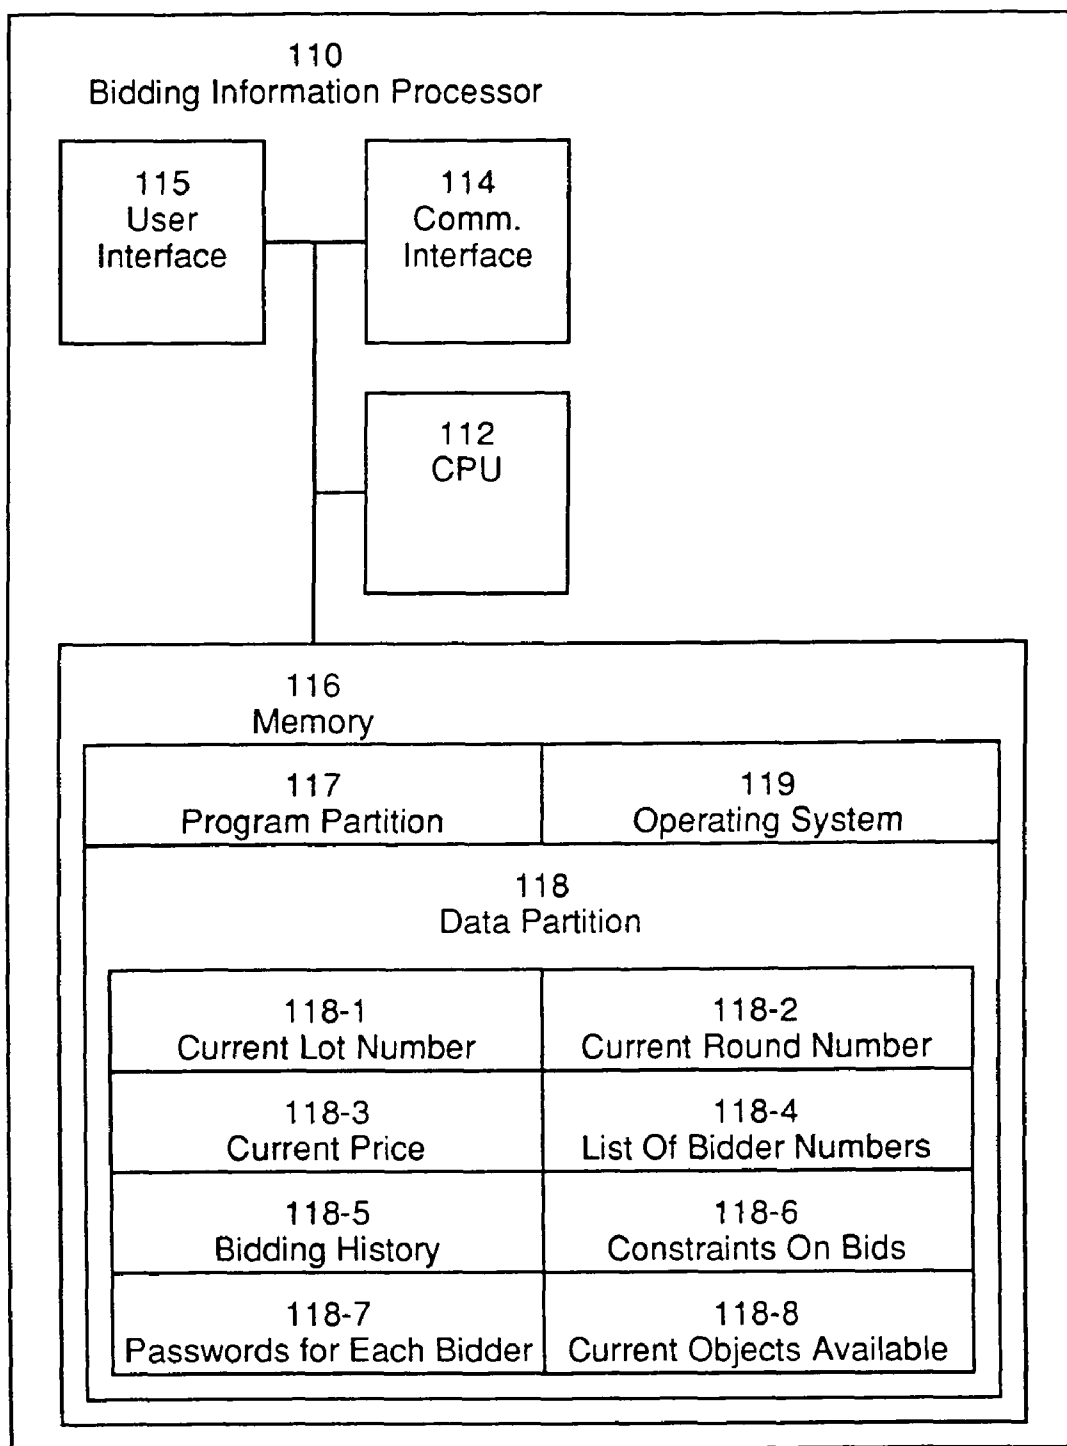 110
Bidding Information Processor
115
User
Interface
114
Comm.
Interface
112
CPU
116
Memory
117
Program Partition
119
Operating System
118
Data Partition
118-1
Current Lot Number
118-2
Current Round Number
118-3
Current Price
118-4
List Of Bidder Numbers
118-5
Bidding History
118-6
Constraints On Bids
118-7
Passwords for Each Bidder
118-8
Current Objects Available